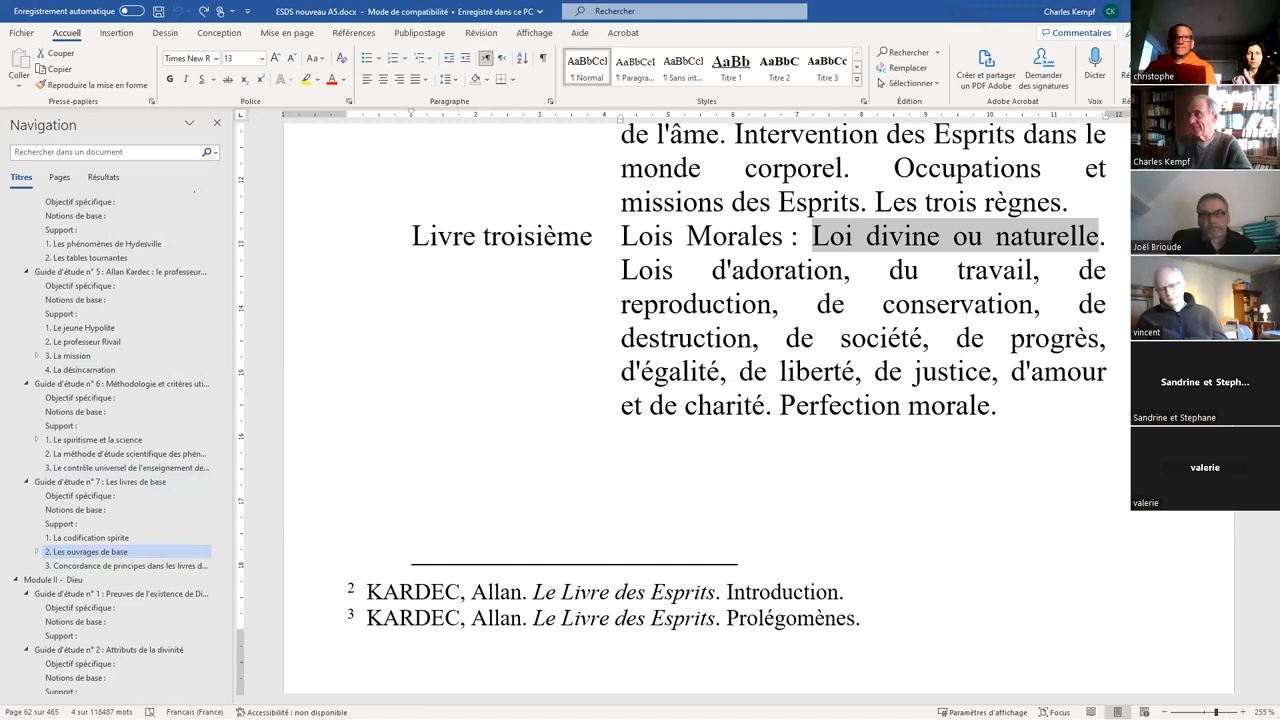 Enregistrement automatique
ESDS nouveau A5.docx - Mode de compatibilité • Enregistré dans ce PC
Rechercher
Charles Kempf CK
Fichier Accueil Insertion Dessin Conception Mise en page Références Publipostage Révision Affichage Aide Acrobat
Commentaires
Coller
Couper
Copier
Reproduire la mise en forme
Presse-papiers
Times New R 13
Police
Paragraphe
AaBbCcI AaBbCcI AaBbCcI AaBb AaBbC AaBbCc
¶ Normal ¶ Paragra... ¶ Sans int... Titre 1 Titre 2 Titre 3
Styles
Rechercher
Remplacer
Sélectionner
Édition
Créer et partager
un PDF Adobe
Demander
des signatures
Adobe Acrobat
Dicter
Voix
Navigation
Rechercher dans un document
Titres Pages Résultats
Objectif spécifique :
Notions de base :
Support :
1. Les phénomènes de Hydesville
2. Les tables tournantes
Guide d'étude n° 5 : Allan Kardec : le professeur...
Objectif spécifique :
Notions de base :
Support :
1. Le jeune Hypolite
2. Le professeur Rivail
3. La mission
4. La désincarnation
Guide d'étude n° 6 : Méthodologie et critères uti...
Objectif spécifique :
Notions de base :
Support :
1. Le spiritisme et la science
2. La méthode d'étude scientifique des phén...
3. Le contrôle universel de l'enseignement de...
Guide d'étude n° 7 : Les livres de base
Objectif spécifique :
Notions de base :
Support :
1. La codification spirite
2. Les ouvrages de base
3. Concordance de principes dans les livres d...
Module II - Dieu
Guide d'étude n° 1 : Preuves de l'existence de Di...
Objectif spécifique :
Notions de base :
Support :
Guide d'étude n° 2 : Attributs de la divinité
Objectif spécifique :
Notions de base :
Support :
de l'âme. Intervention des Esprits dans le
monde corporel. Occupations et
missions des Esprits. Les trois règnes.
Livre troisième Lois Morales : Loi divine ou naturelle.
Lois d'adoration, du travail, de
reproduction, de conservation, de
destruction, de société, de progrès,
d'égalité, de liberté, de justice, d'amour
et de charité. Perfection morale.
2 KARDEC, Allan. Le Livre des Esprits. Introduction.
3 KARDEC, Allan. Le Livre des Esprits. Prolégomènes.
christophe
Charles Kempf
Joël Brioude
vincent
Sandrine et Steph...
Sandrine et Stephane
valerie
valerie
Page 62 sur 465 4 sur 118487 mots Français (France) Accessibilité : non disponible
Paramètres d'affichage Focus 255 %